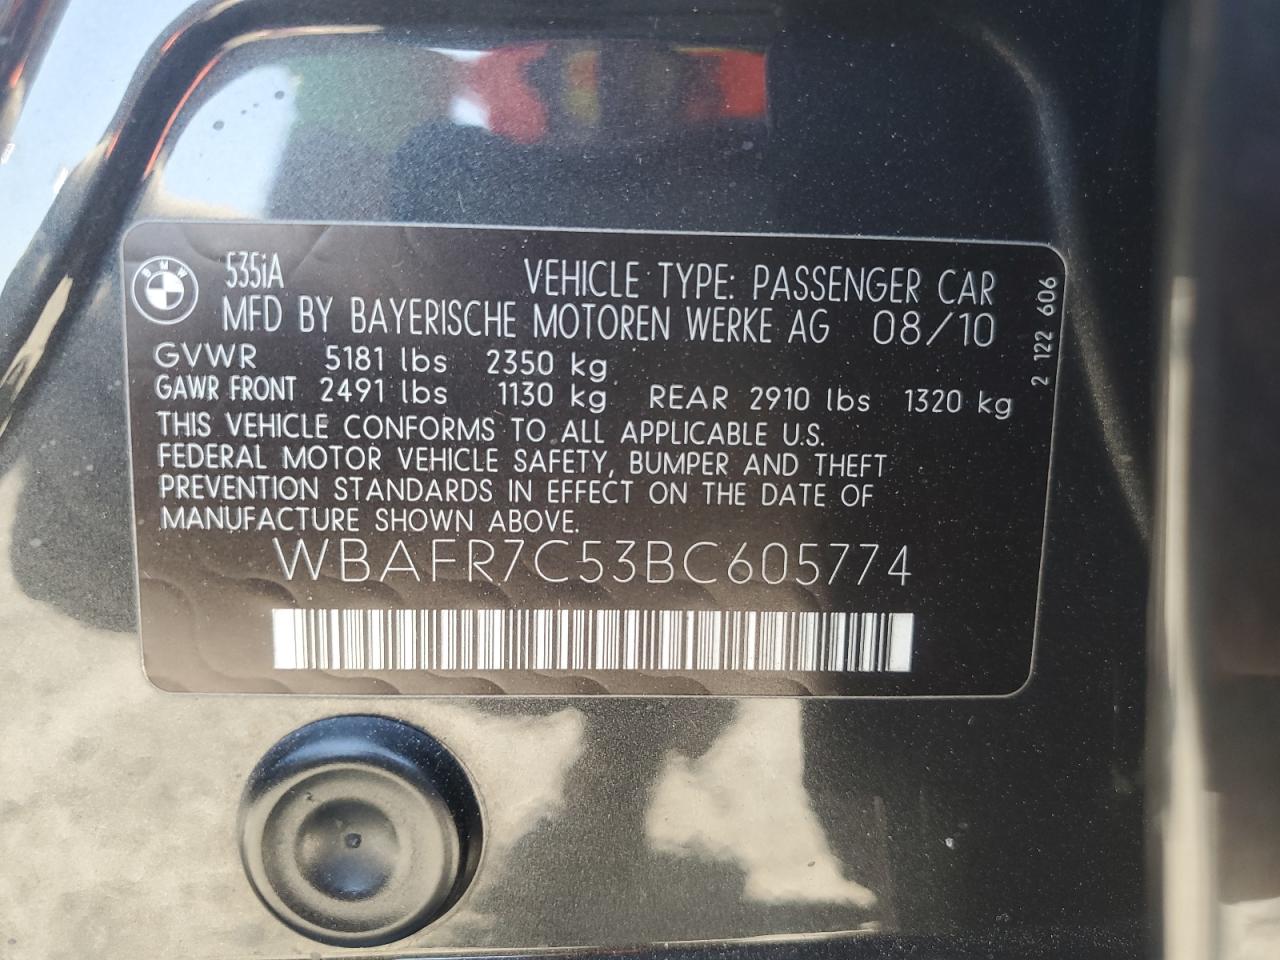 BMW
535iA VEHICLE TYPE: PASSENGER CAR
MFD BY BAYERISCHE MOTOREN WERKE AG 08/10
GVWR 5181 lbs 2350 kg
GAWR FRONT 2491 lbs 1130 kg REAR 2910 lbs 1320 kg
THIS VEHICLE CONFORMS TO ALL APPLICABLE U.S.
FEDERAL MOTOR VEHICLE SAFETY, BUMPER AND THEFT
PREVENTION STANDARDS IN EFFECT ON THE DATE OF
MANUFACTURE SHOWN ABOVE.
WBAFR7C53BC605774
2 122 606